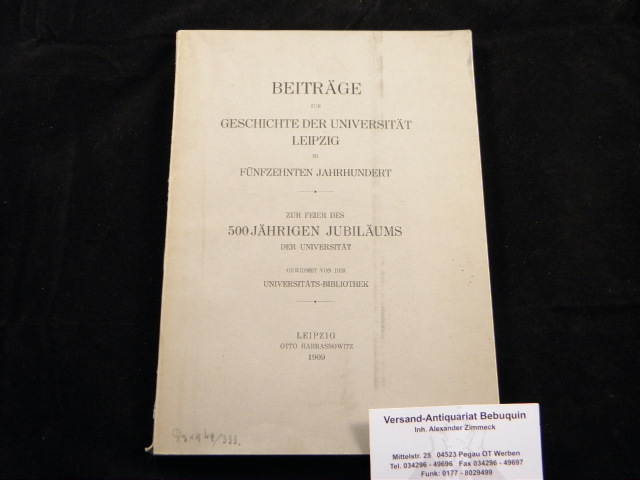 BEITRÄGE
ZUR
GESCHICHTE DER UNIVERSITÄT
LEIPZIG
IM
FÜNFZEHNTEN JAHRHUNDERT
ZUR FEIER DES
500 JÄHRIGEN JUBILÄUMS
DER UNIVERSITÄT
GEWIDMET VON DER
UNIVERSITÄTS-BIBLIOTHEK
LEIPZIG
OTTO HARRASSOWITZ
1909
/333.
Versand-Antiquariat Bebuquin
Inh. Alexander Zimmeck
Mittelstr. 25 04523 Pegau OT Werben
Tel. 034296 - 49696 Fax 034296 - 49697
Funk: 0177 - 8029499